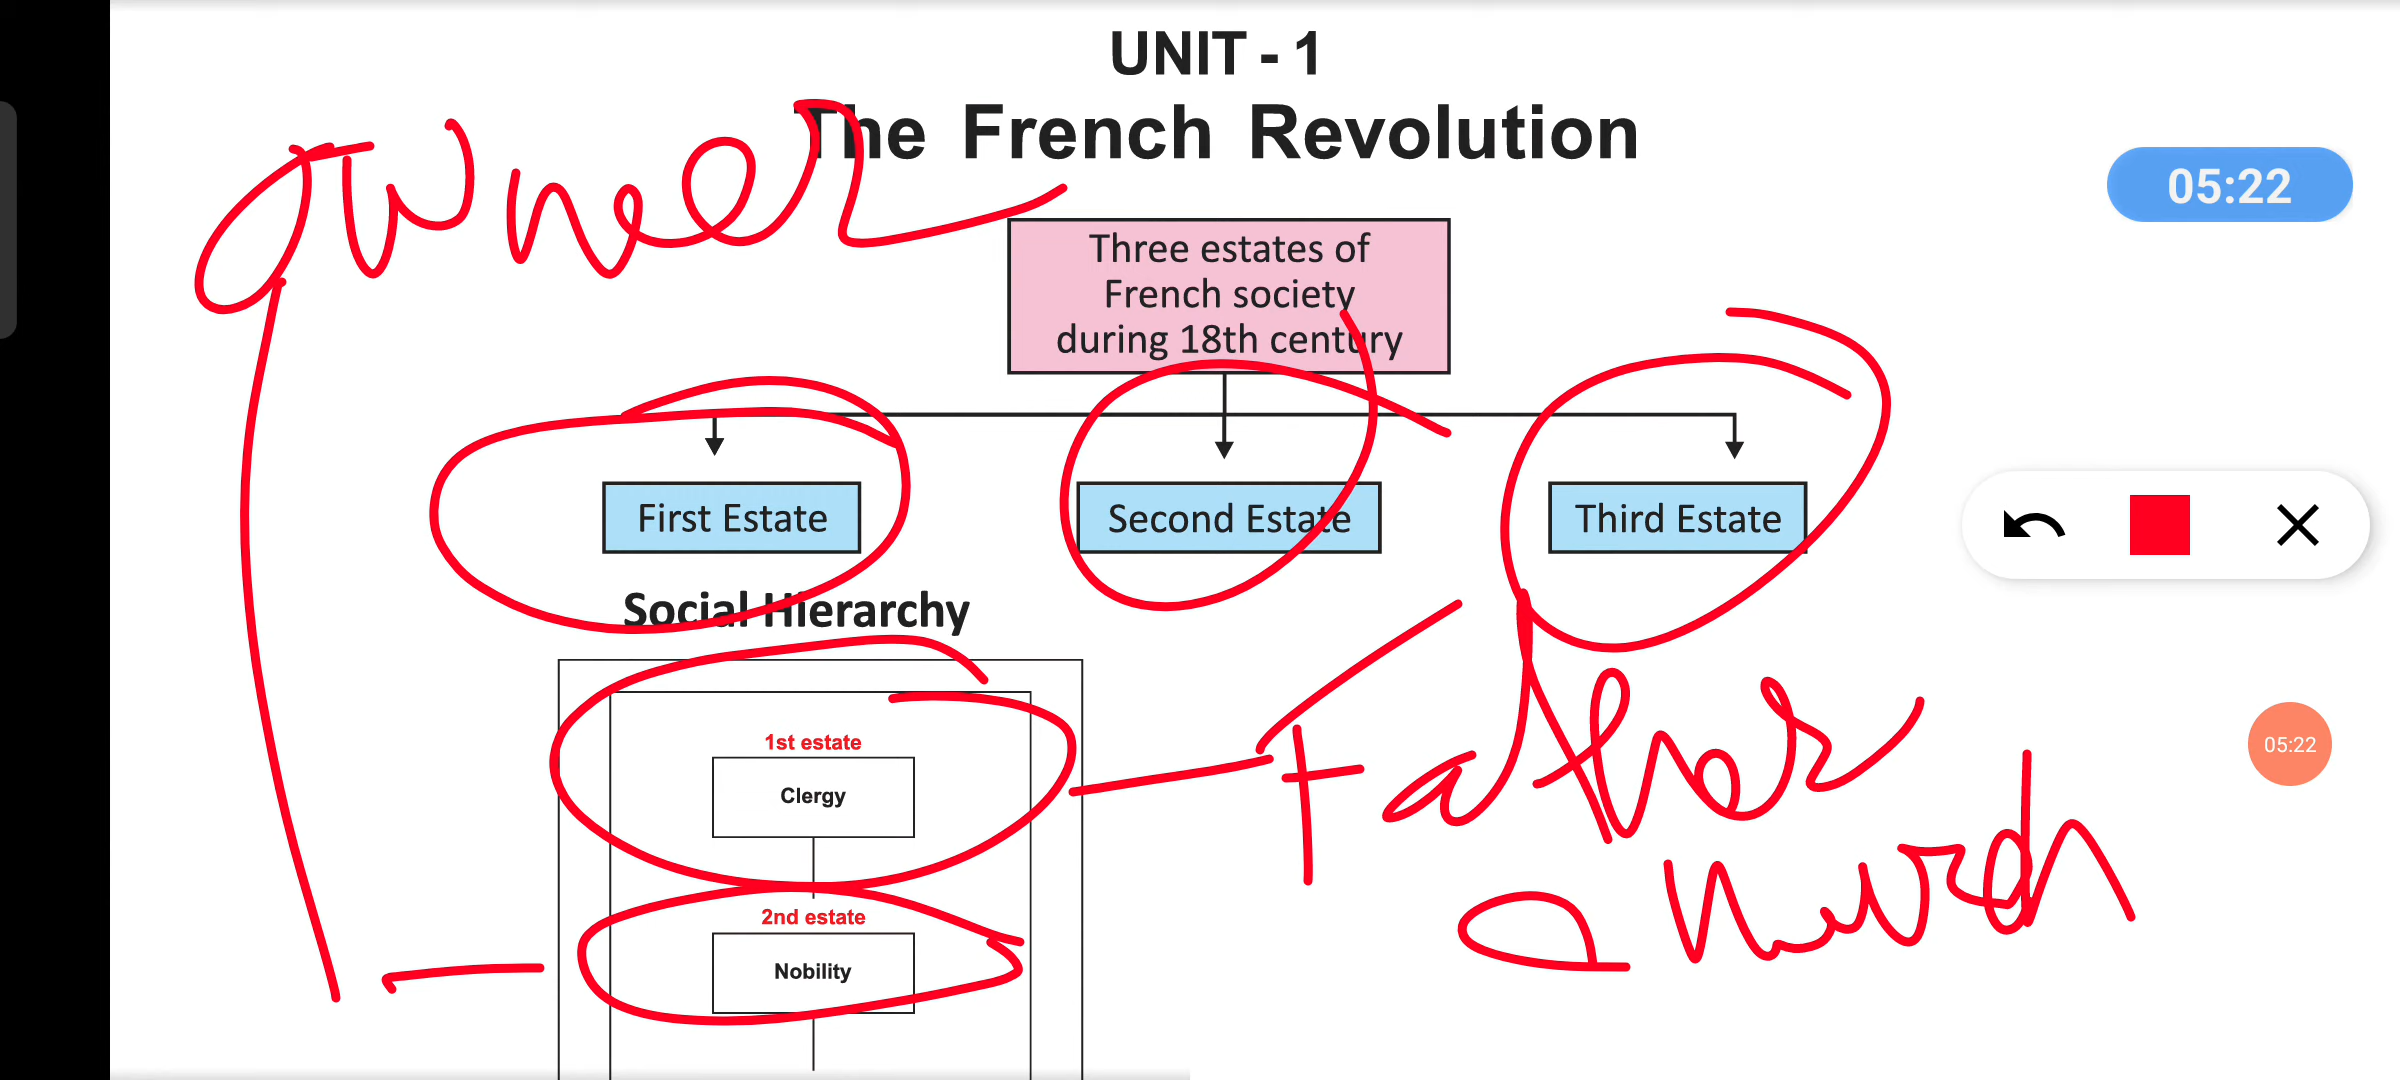 UNIT - 1
The French Revolution
owner
05:22
Three estates of
French society
during 18th century
First Estate
Second Estate
Third Estate
Social Hierarchy
1st estate
Clergy
Father
05:22
2nd estate
Nobility